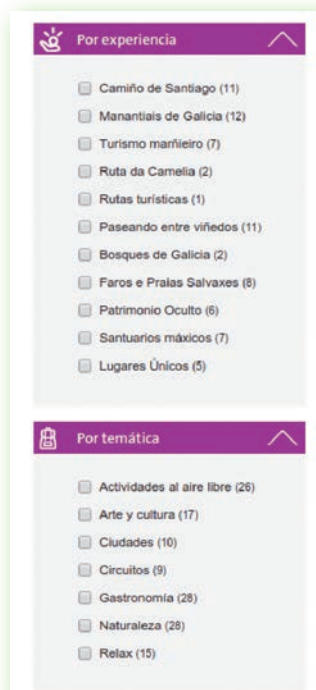 Por experiencia
Camiño de Santiago (11)
Manantiais de Galicia (12)
Turismo mariñeiro (7)
Ruta da Camelia (2)
Rutas turísticas (1)
Paseando entre viñedos (11)
Bosques de Galicia (2)
Faros e Praias Salvaxes (8)
Patrimonio Oculto (6)
Santuarios máxicos (7)
Lugares Únicos (5)
Por temática
Actividades al aire libre (26)
Arte y cultura (17)
Ciudades (10)
Circuitos (9)
Gastronomía (28)
Naturaleza (28)
Relax (15)